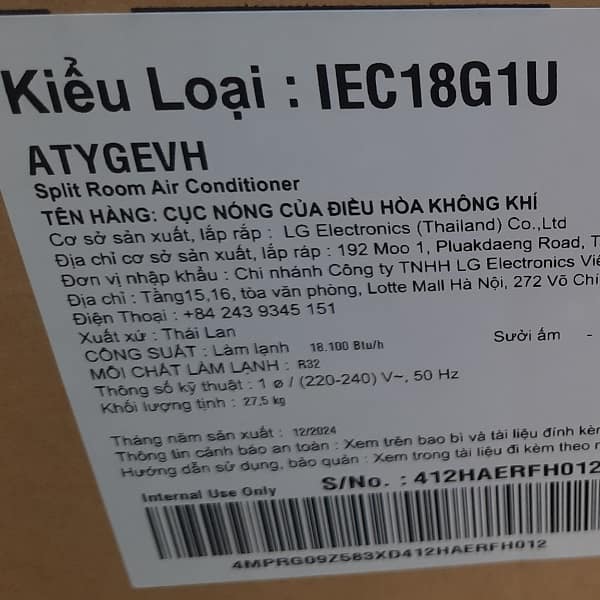 Kiểu Loại : IEC18G1U
ATYGEVH
Split Room Air Conditioner
TÊN HÀNG: CỤC NÓNG CỦA ĐIỀU HÒA KHÔNG KHÍ
Cơ sở sản xuất, lắp ráp : LG Electronics (Thailand) Co.,Ltd
Địa chỉ cơ sở sản xuất, lắp ráp : 192 Moo 1, Pluakdaeng Road, T
Đơn vị nhập khẩu : Chi nhánh Công ty TNHH LG Electronics Việ
Địa chỉ : Tầng15,16, tòa văn phòng, Lotte Mall Hà Nội, 272 Võ Chí
Điện Thoại : +84 243 9345 151
Xuất xứ : Thái Lan
CÔNG SUẤT : Làm lạnh 18.100 Btu/h Sưởi ấm -
MÔI CHẤT LÀM LẠNH : R32
Thông số kỹ thuật : 1 ø / (220-240) V~, 50 Hz
Khối lượng tịnh : 27,5 kg
Tháng năm sản xuất : 12/2024
Thông tin cảnh báo an toàn : Xem trên bao bì và tài liệu đính kèm
Hướng dẫn sử dụng, bảo quản : Xem trong tài liệu đi kèm theo
S/No. : 412HAERFH012
Internal Use Only
4MPRG09Z583XD412HAERFH012